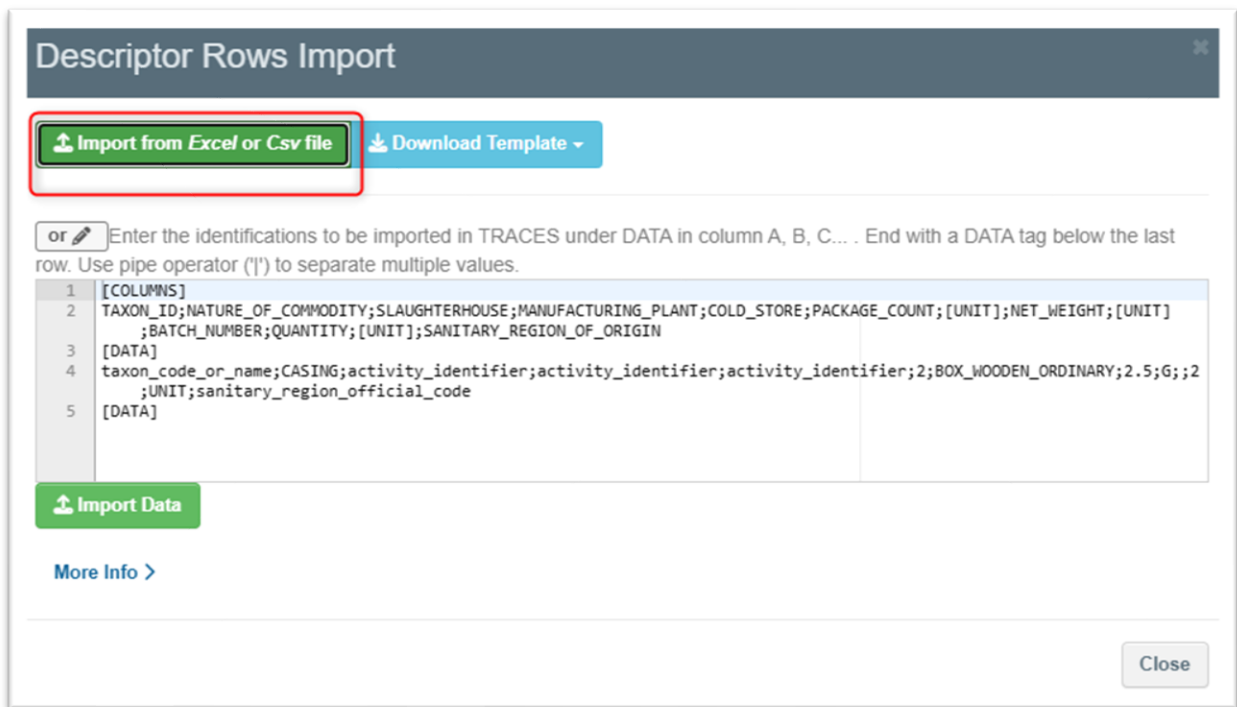 Descriptor Rows Import
Import from Excel or Csv file
Download Template
or Enter the identifications to be imported in TRACES under DATA in column A, B, C... . End with a DATA tag below the last
row. Use pipe operator ('|') to separate multiple values.
1 [COLUMNS]
2 TAXON_ID;NATURE_OF_COMMODITY;SLAUGHTERHOUSE;MANUFACTURING_PLANT;COLD_STORE;PACKAGE_COUNT;[UNIT];NET_WEIGHT;[UNIT]
;BATCH_NUMBER;QUANTITY;[UNIT];SANITARY_REGION_OF_ORIGIN
3 [DATA]
4 taxon_code_or_name;CASING;activity_identifier;activity_identifier;activity_identifier;2;BOX_WOODEN_ORDINARY;2.5;G;;2
;UNIT;sanitary_region_official_code
5 [DATA]
Import Data
More Info
Close